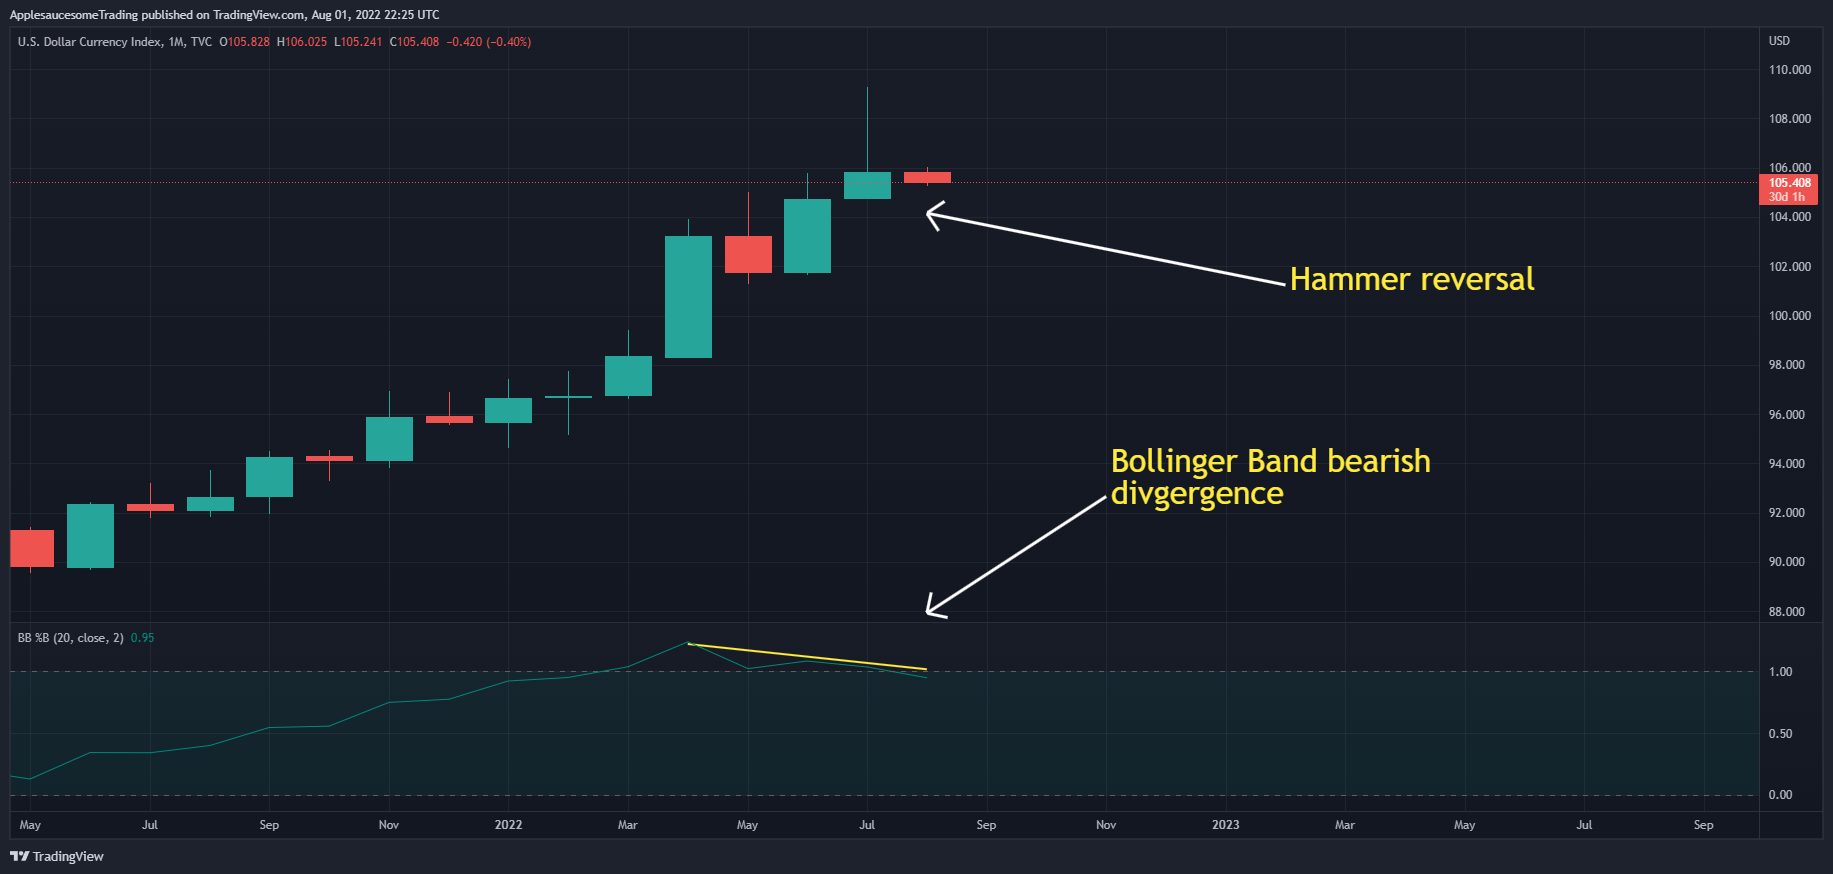 ApplesaucesomeTrading published on TradingView.com, Aug 01, 2022 22:25 UTC
U.S. Dollar Currency Index, 1M, TVC O105.828 H106.025 L105.241 C105.408 −0.420 (−0.40%)
USD
110.000
108.000
106.000
105.408
30d 1h
104.000
Hammer reversal
102.000
100.000
98.000
96.000
Bollinger Band bearish
divgergence
94.000
92.000
90.000
88.000
BB %B (20, close, 2) 0.95
1.00
0.50
0.00
May Jul Sep Nov 2022 Mar May Jul Sep Nov 2023 Mar May Jul Sep
TradingView